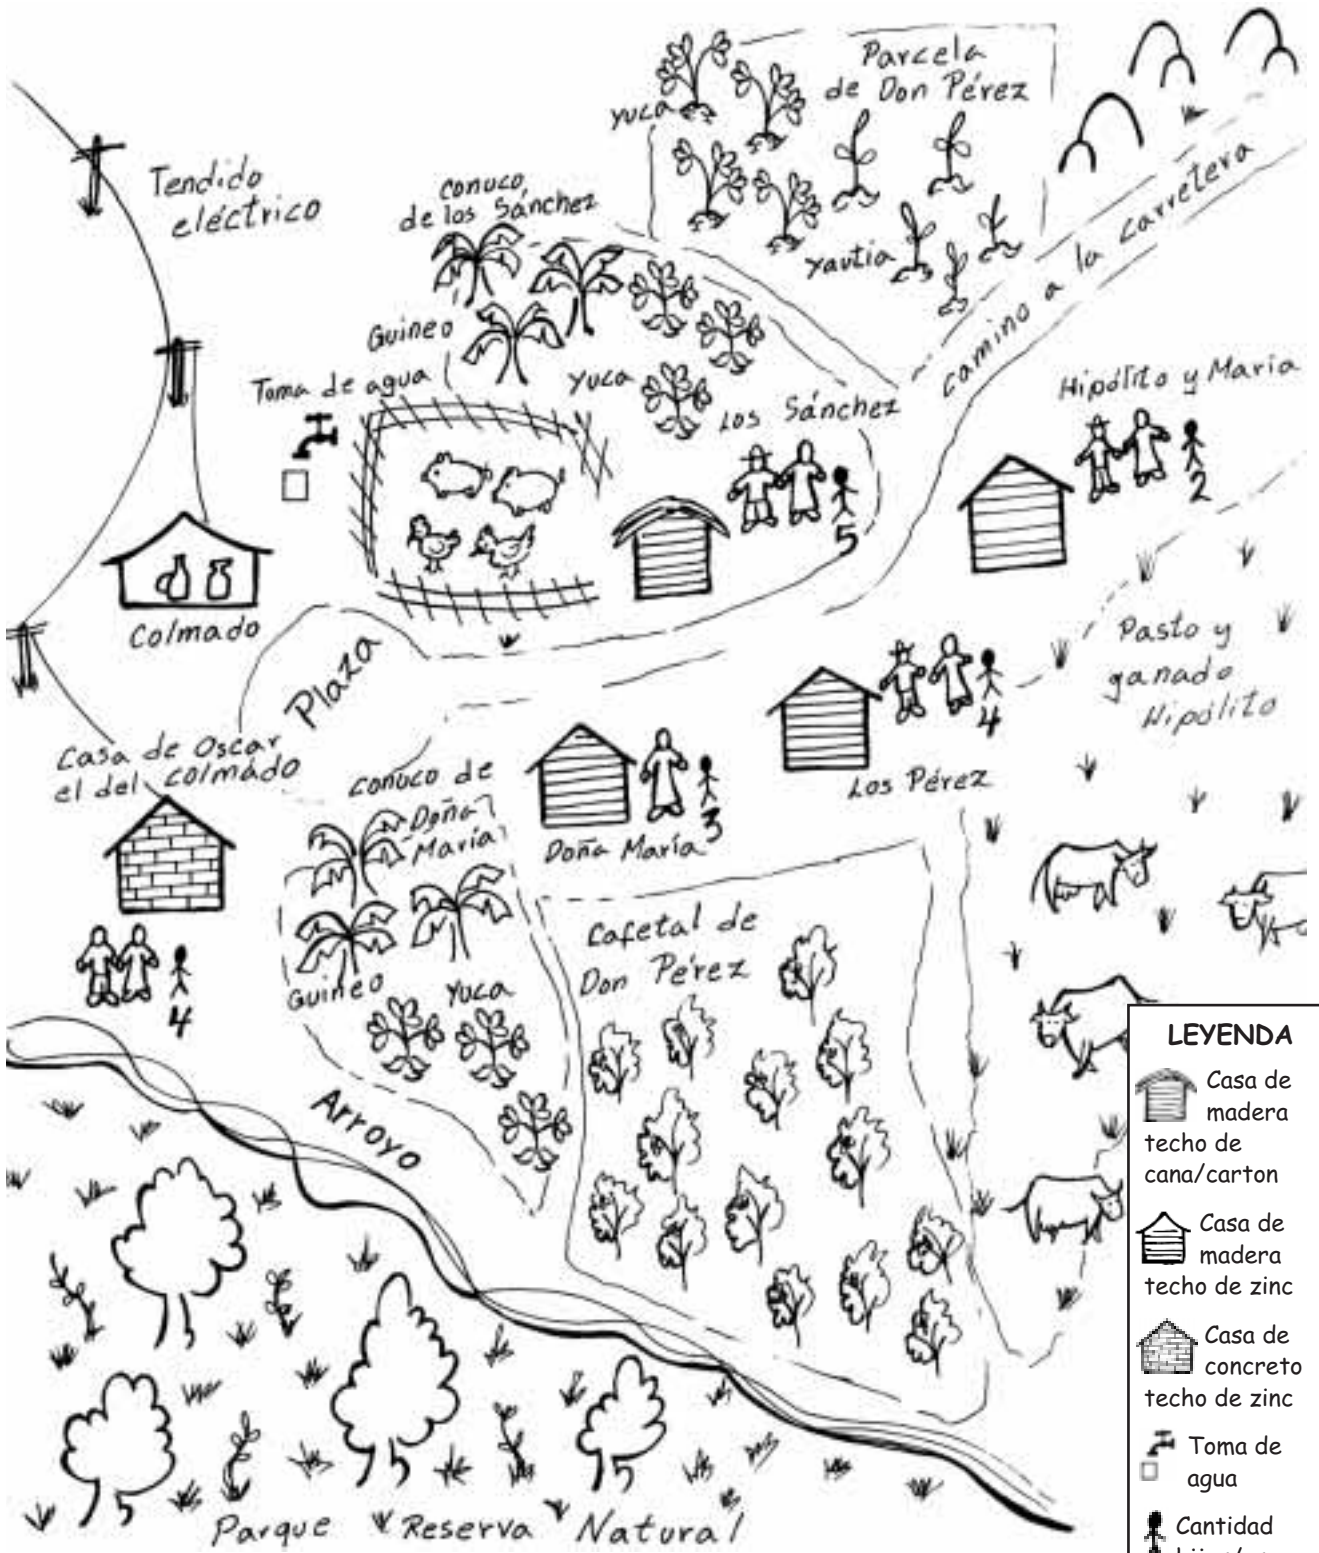 Parcela
de Don Pérez
Yuca
Yautía
camino a la carretera
Tendido
eléctrico
conuco
de los Sánchez
Guineo
Yuca
Toma de agua
Los Sánchez
5
Hipólito y María
2
Colmado
Plaza
Pasto y
ganado
Hipólito
4
Los Pérez
Casa de Oscar
el del colmado
4
conuco de
Doña
María
Guineo
Yuca
3
Doña María
Cafetal de
Don Pérez
Arroyo
Parque Reserva Natural
LEYENDA
Casa de
madera
techo de
cana/carton
Casa de
madera
techo de zinc
Casa de
concreto
techo de zinc
Toma de
agua
Cantidad